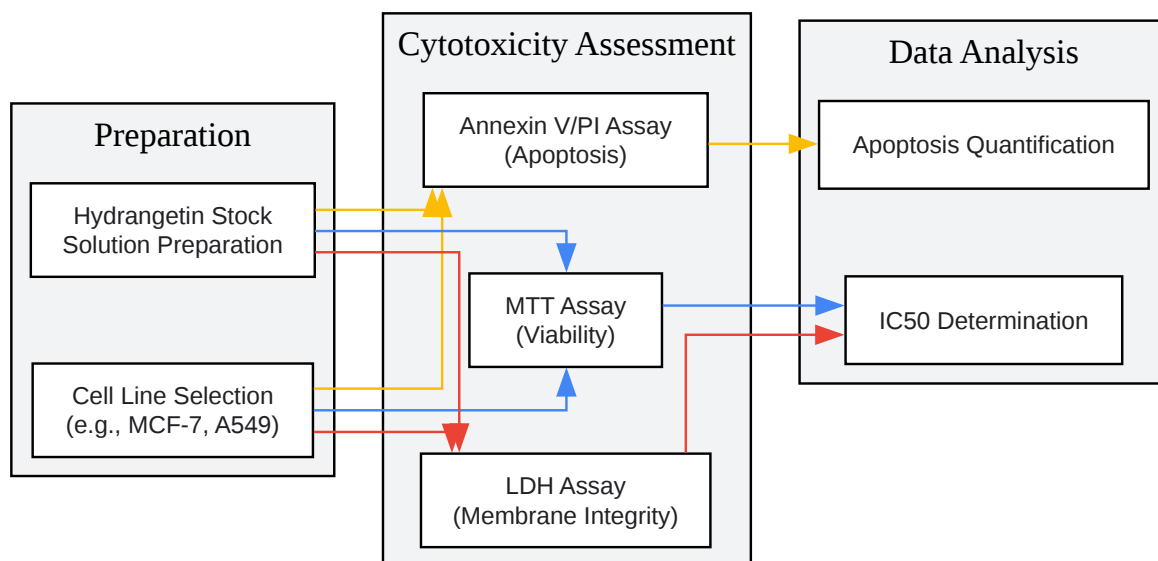 Preparation
Hydrangetin Stock
Solution Preparation
Cell Line Selection
(e.g., MCF-7, A549)
Cytotoxicity Assessment
Annexin V/PI Assay
(Apoptosis)
MTT Assay
(Viability)
LDH Assay
(Membrane Integrity)
Data Analysis
Apoptosis Quantification
IC50 Determination